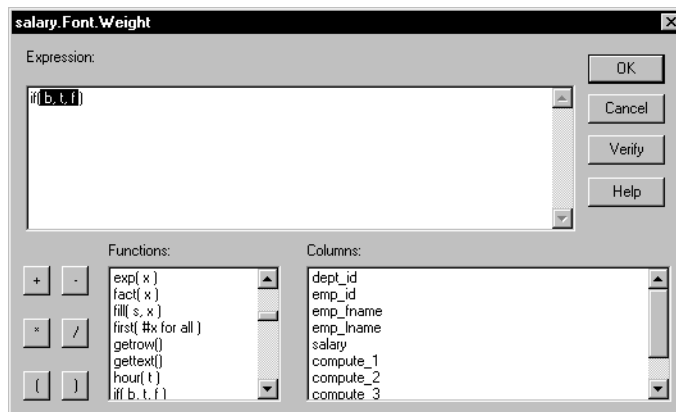 salary.Font.Weight
Expression:
if( b, t, f )
OK
Cancel
Verify
Help
Functions:
Columns:
+ -
* /
( )
exp( x )
fact( x )
fill( s, x )
first( #x for all )
getrow()
gettext()
hour( t )
if( b, t, f )
dept_id
emp_id
emp_fname
emp_lname
salary
compute_1
compute_2
compute_3